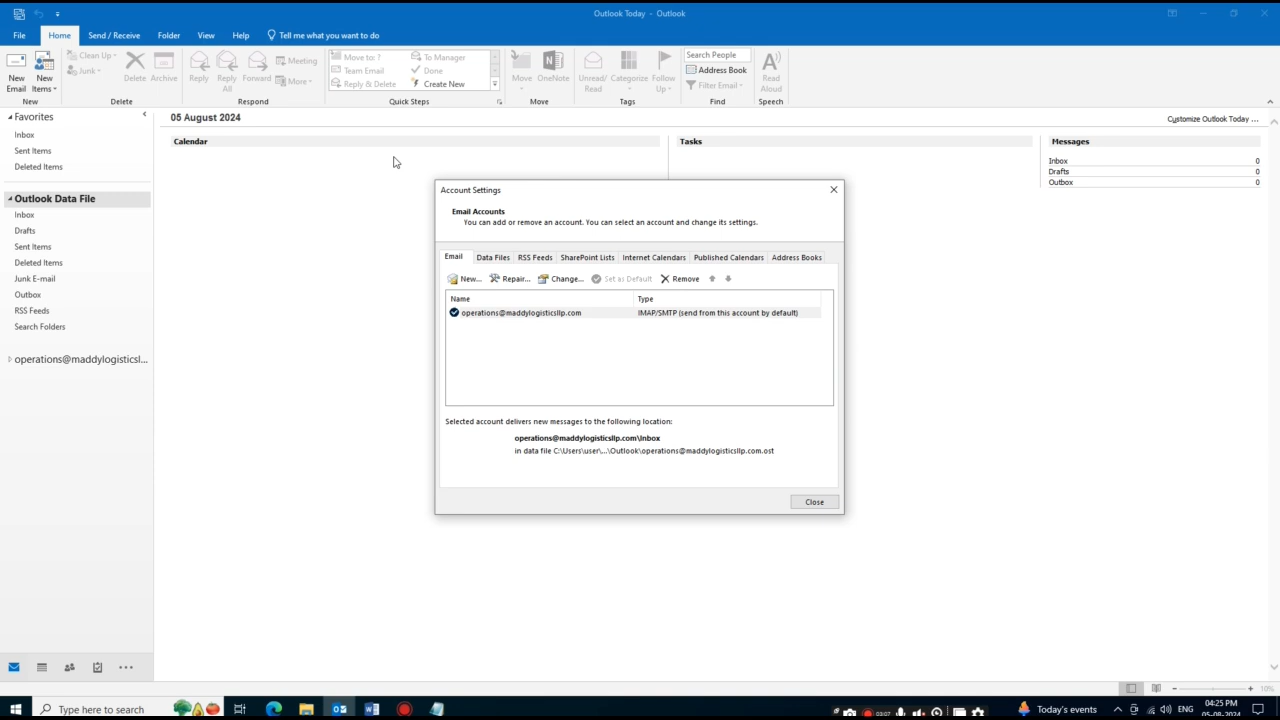 Outlook Today - Outlook
File Home Send / Receive Folder View Help Tell me what you want to do
New Email
New Items
New
Clean Up
Junk
Delete
Archive
Delete
Reply
Reply All
Forward
Meeting
More
Respond
Move to: ?
Team Email
Reply & Delete
To Manager
Done
Create New
Quick Steps
Move
OneNote
Move
Unread/ Read
Categorize
Follow Up
Tags
Search People
Address Book
Filter Email
Find
Read Aloud
Speech
Favorites
Inbox
Sent Items
Deleted Items
Outlook Data File
Inbox
Drafts
Sent Items
Deleted Items
Junk E-mail
Outbox
RSS Feeds
Search Folders
operations@maddylogisticsl...
05 August 2024
Customize Outlook Today ...
Calendar
Tasks
Messages
Inbox 0
Drafts 0
Outbox 0
Account Settings
Email Accounts
You can add or remove an account. You can select an account and change its settings.
Email Data Files RSS Feeds SharePoint Lists Internet Calendars Published Calendars Address Books
New... Repair... Change... Set as Default Remove
Name Type
operations@maddylogisticsllp.com IMAP/SMTP (send from this account by default)
Selected account delivers new messages to the following location:
operations@maddylogisticsllp.com\Inbox
in data file C:\Users\user\...\Outlook\operations@maddylogisticsllp.com.ost
Close
10%
Type here to search
03:07
Today's events
ENG
04:25 PM
05-08-2024